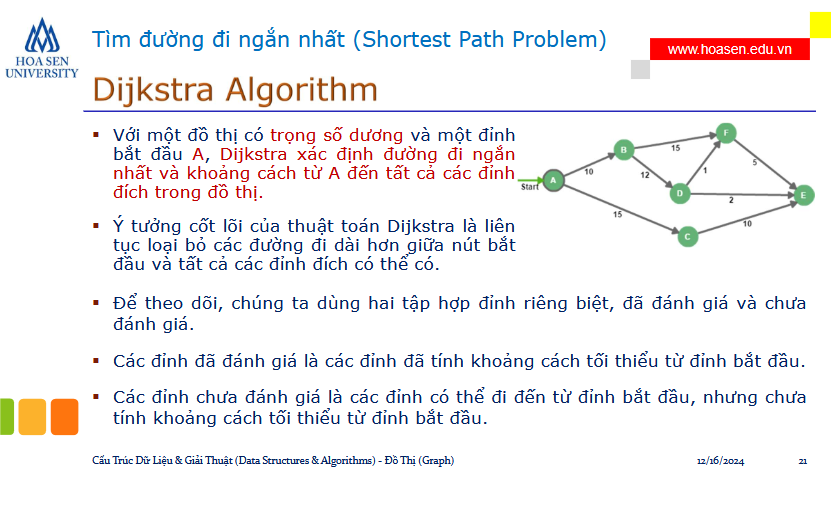 HOA SEN
UNIVERSITY
Tìm đường đi ngắn nhất (Shortest Path Problem)
www.hoasen.edu.vn
Dijkstra Algorithm
▪ Với một đồ thị có trọng số dương và một đỉnh
bắt đầu A, Dijkstra xác định đường đi ngắn
nhất và khoảng cách từ A đến tất cả các đỉnh
đích trong đồ thị.
▪ Ý tưởng cốt lõi của thuật toán Dijkstra là liên
tục loại bỏ các đường đi dài hơn giữa nút bắt
đầu và tất cả các đỉnh đích có thể có.
Start
A
10
B
15
F
12
D
1
5
2
E
15
C
10
▪ Để theo dõi, chúng ta dùng hai tập hợp đỉnh riêng biệt, đã đánh giá và chưa
đánh giá.
▪ Các đỉnh đã đánh giá là các đỉnh đã tính khoảng cách tối thiểu từ đỉnh bắt đầu.
▪ Các đỉnh chưa đánh giá là các đỉnh có thể đi đến từ đỉnh bắt đầu, nhưng chưa
tính khoảng cách tối thiểu từ đỉnh bắt đầu.
Cấu Trúc Dữ Liệu & Giải Thuật (Data Structures & Algorithms) - Đồ Thị (Graph)
12/16/2024
21